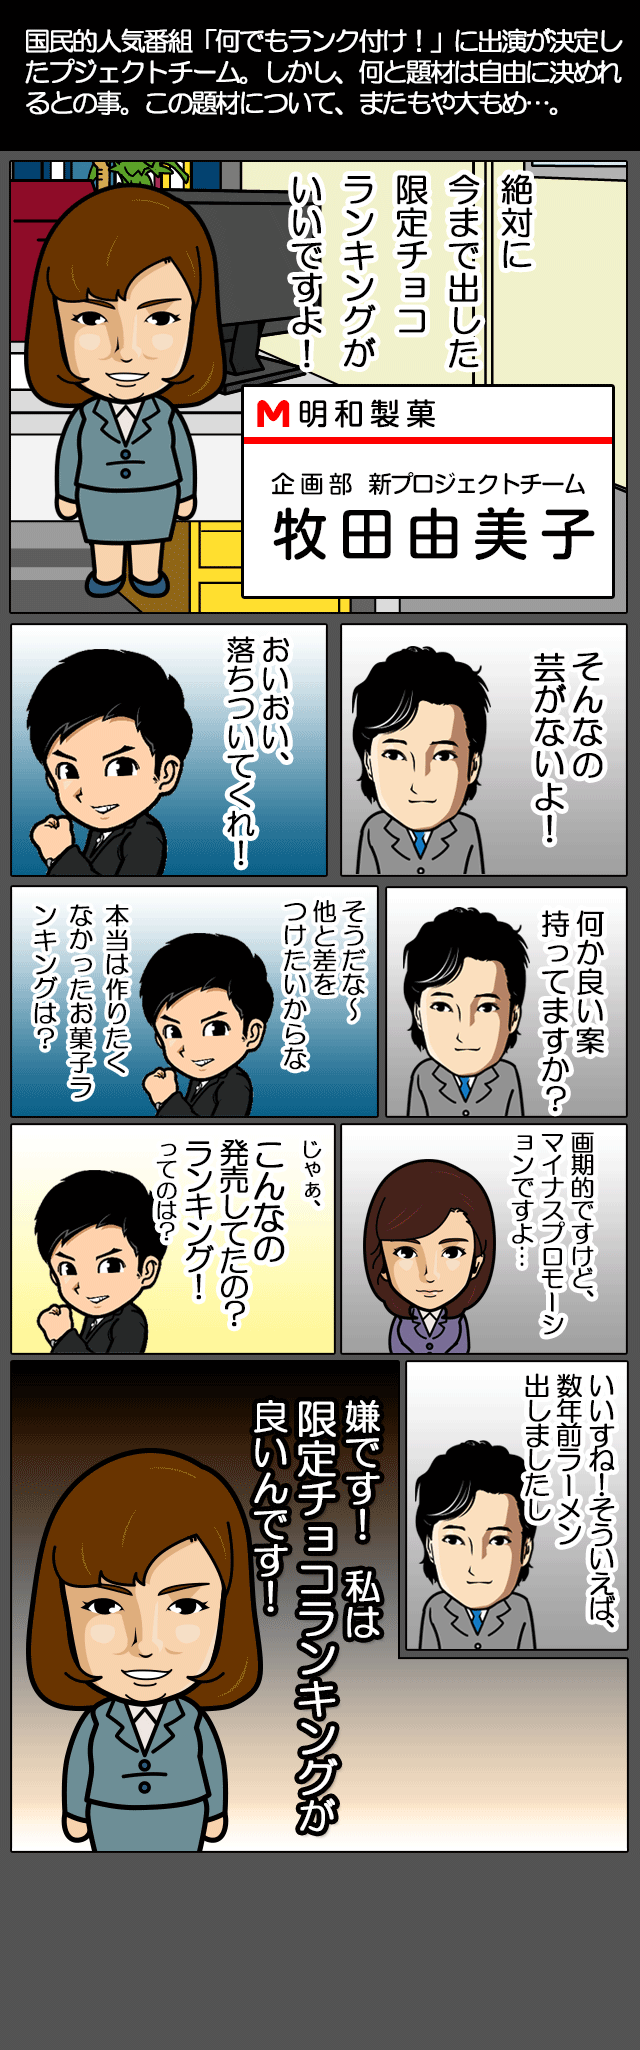 国民的人気番組「何でもランク付け！」に出演が決定し
たプジェクトチーム。しかし、何と題材は自由に決めれ
るとの事。この題材について、またもや大もめ…。
絶対に
今まで出した
限定チョコ
ランキングが
いいですよ！
M 明和製菓
企画部 新プロジェクトチーム
牧田由美子
そんなの
芸がないよ！
おいおい、
落ちついてくれ！
何か良い案
持ってますか？
そうだな～
他と差を
つけたいからな
本当は作りたく
なかったお菓子ラ
ンキングは？
画期的ですけど、
マイナスプロモーシ
ョンですよ…
じゃぁ、
こんなの
発売してたの？
ランキング！
ってのは？
いいすね！そういえば、
数年前ラーメン
出しましたし
嫌です！ 私は
限定チョコランキングが
良いんです！